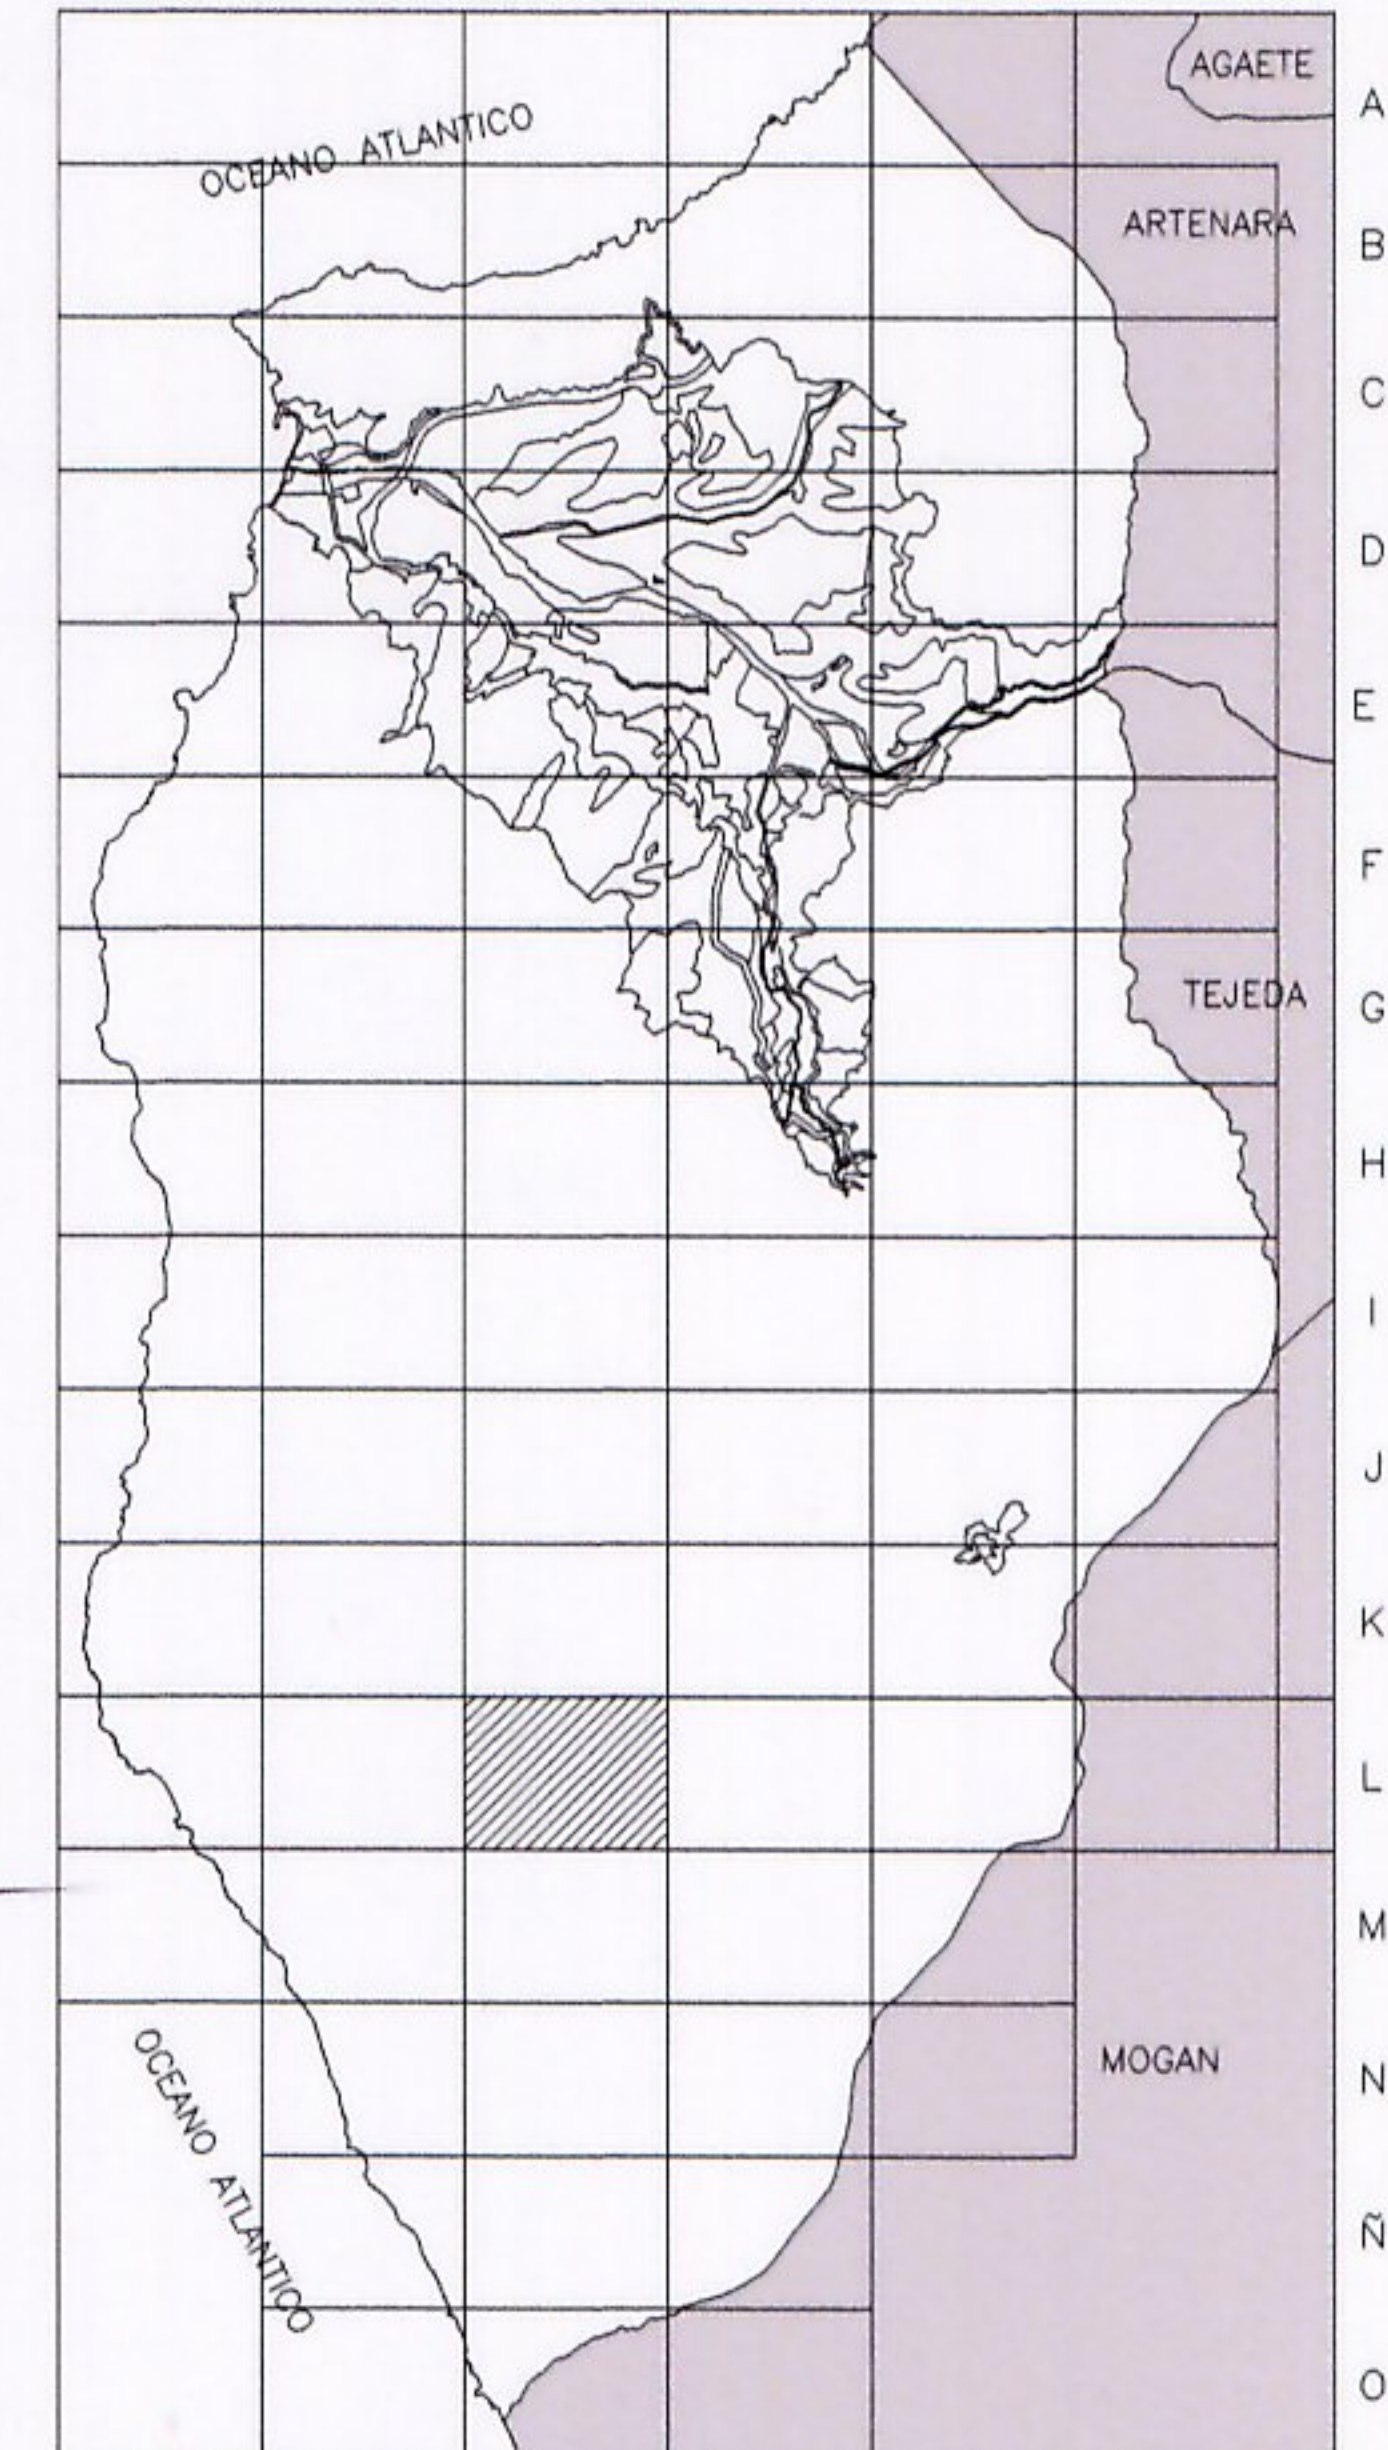 AGAETE
A
OCEANO ATLANTICO
ARTENARA
B
C
D
E
F
TEJEDA
G
H
I
J
K
L
M
MOGAN
N
OCEANO ATLANTICO
Ñ
O